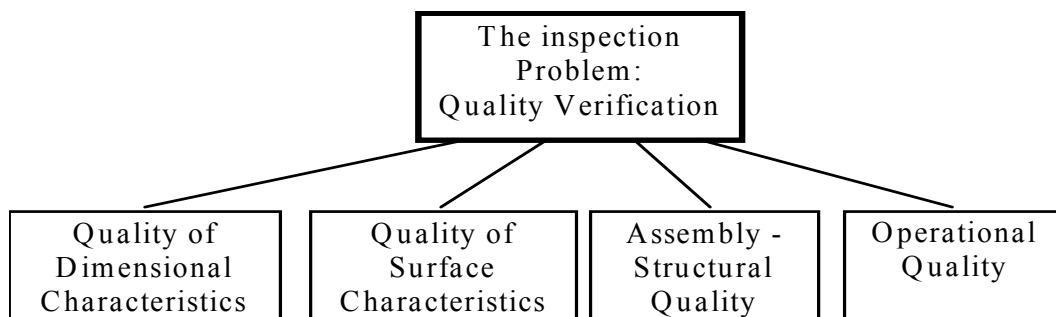 The inspection
Problem:
Quality Verification
Quality of
Dimensional
Characteristics
Quality of
Surface
Characteristics
Assembly -
Structural
Quality
Operational
Quality